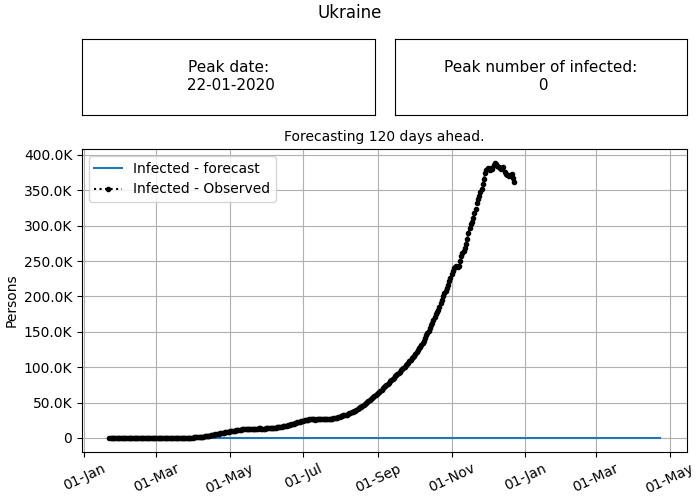 Ukraine
Peak date:
22-01-2020
Peak number of infected:
0
Forecasting 120 days ahead.
400.0K
350.0K
300.0K
250.0K
200.0K
150.0K
100.0K
50.0K
0
Persons
Infected - forecast
Infected - Observed
01-Jan
01-Mar
01-May
01-Jul
01-Sep
01-Nov
01-Jan
01-Mar
01-May